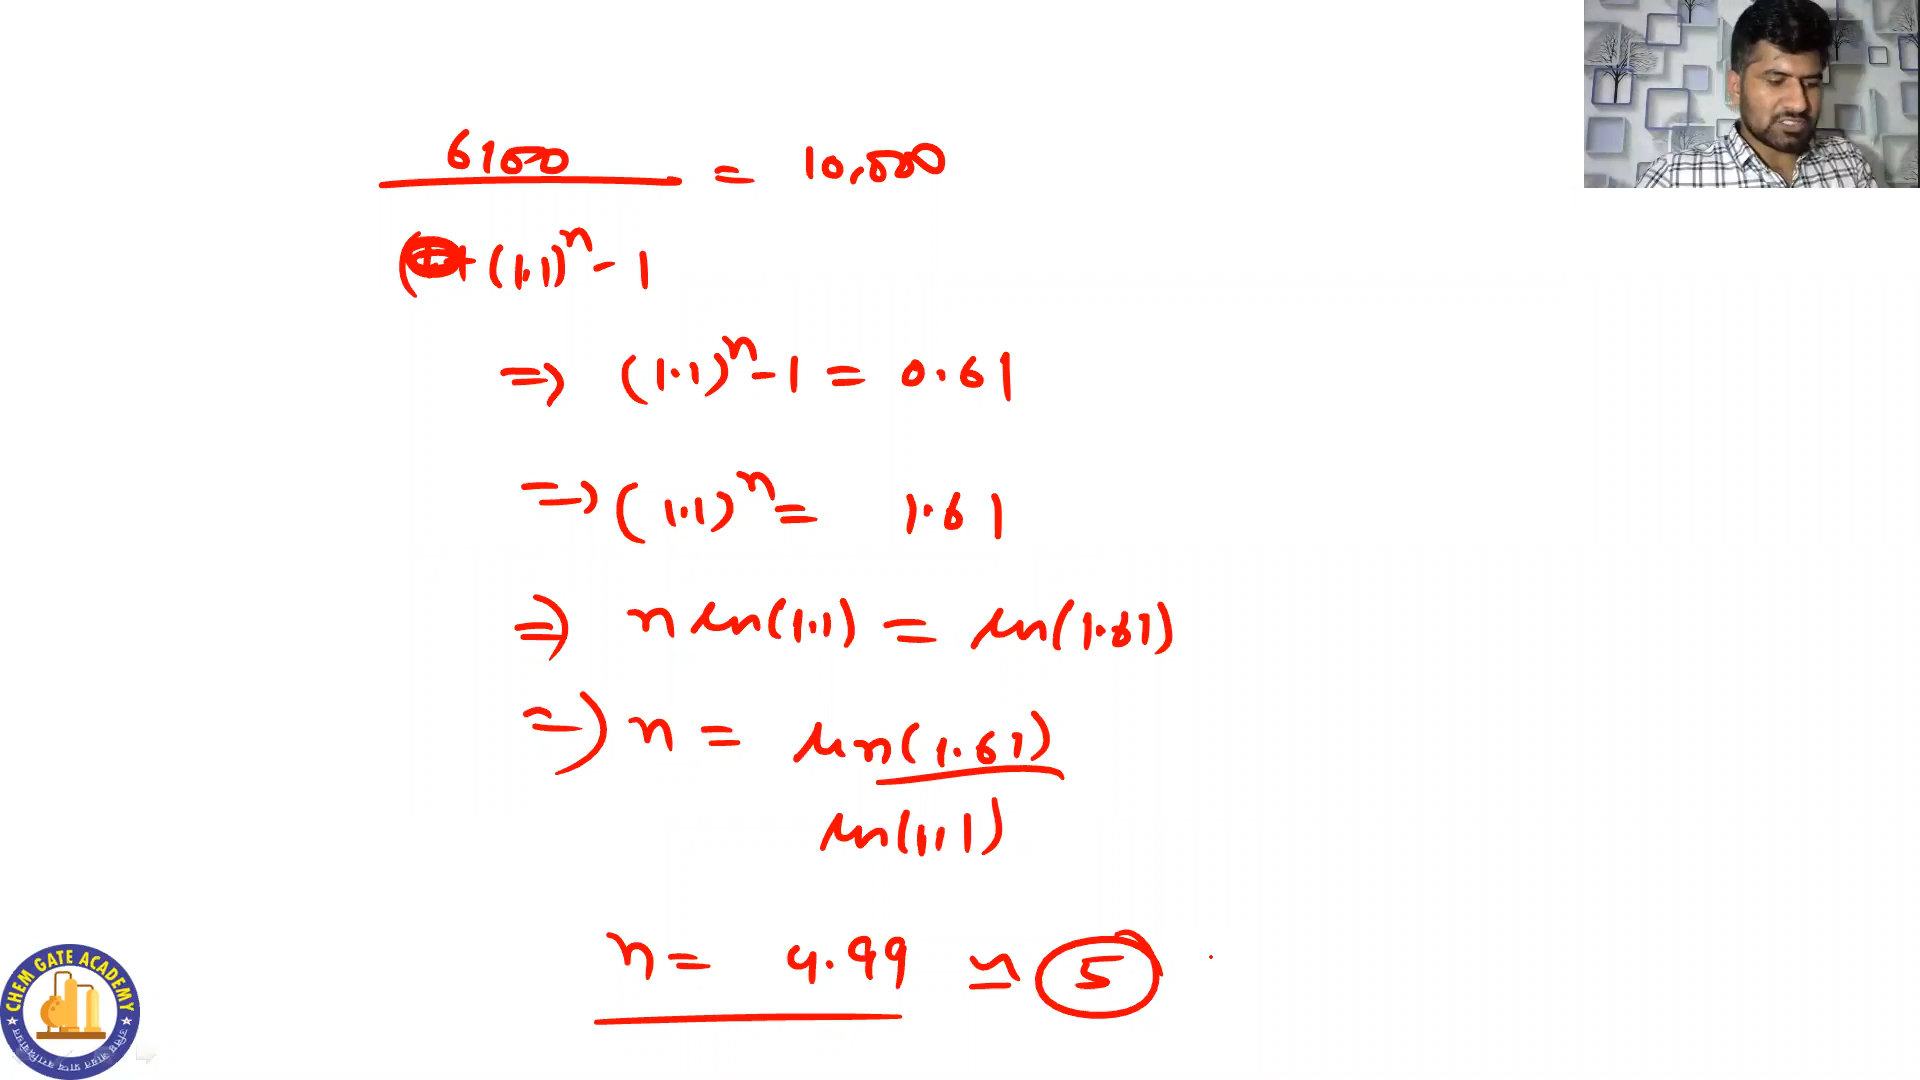 6100 = 10,000
(1.1)ⁿ - 1
=> (1.1)ⁿ - 1 = 0.61
=> (1.1)ⁿ = 1.61
=> n ln(1.1) = ln(1.61)
=> n = ln(1.61)
ln(1.1)
n = 4.99 ≃ 5
CHEM GATE ACADEMY